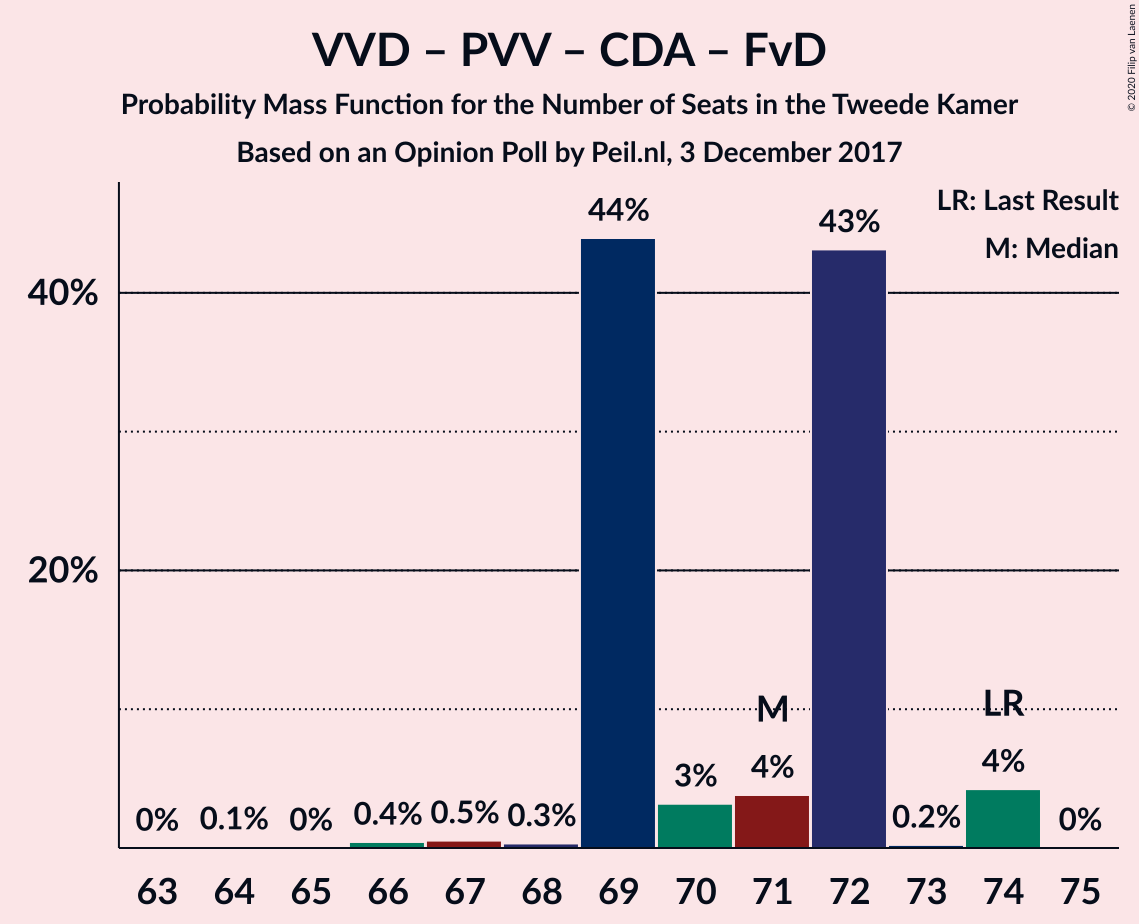 VVD – PVV – CDA – FvD
Probability Mass Function for the Number of Seats in the Tweede Kamer
Based on an Opinion Poll by Peil.nl, 3 December 2017
© 2020 Filip van Laenen
LR: Last Result
M: Median
40%
20%
0% 0.1% 0% 0.4% 0.5% 0.3% 44% 3% 4% 43% 0.2% 4% 0%
M LR
63 64 65 66 67 68 69 70 71 72 73 74 75